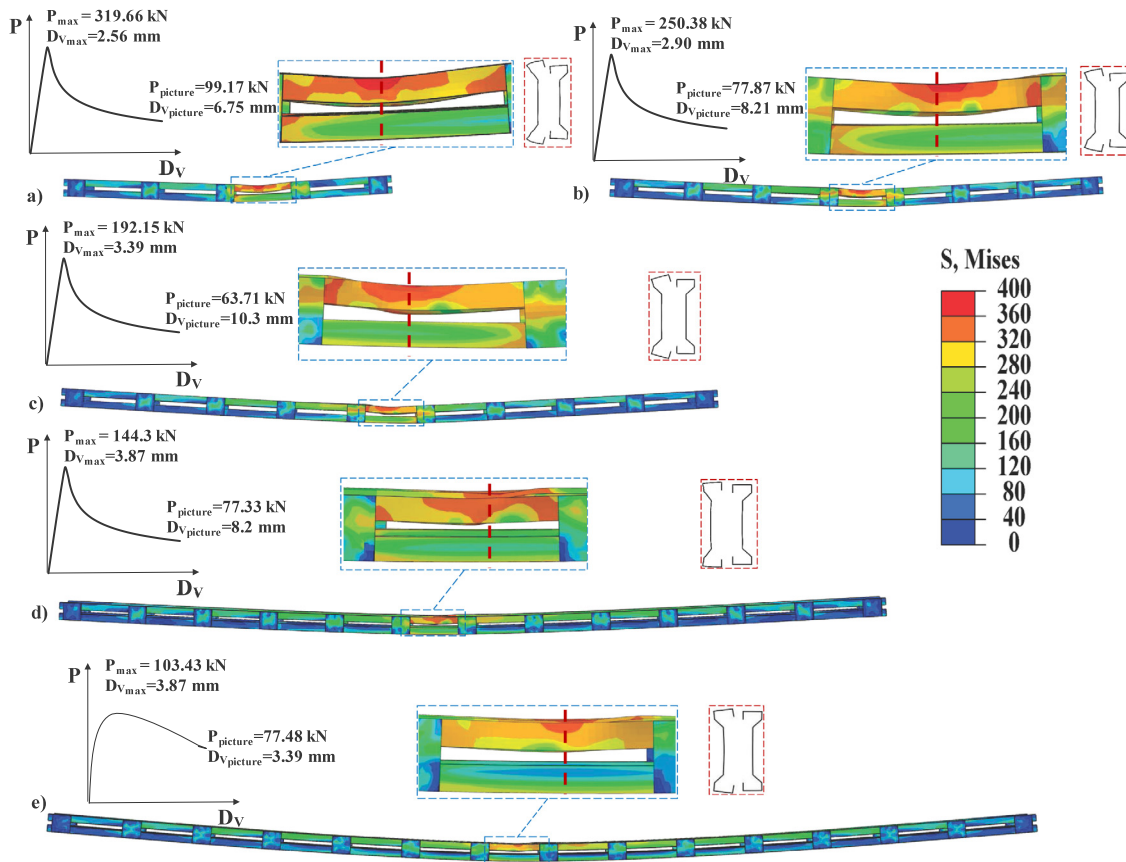 P
Pmax = 319.66 kN
DVmax=2.56 mm
Ppicture=99.17 kN
DVpicture=6.75 mm
DV
a)
P
Pmax = 250.38 kN
DVmax=2.90 mm
Ppicture=77.87 kN
DVpicture=8.21 mm
DV
b)
P
Pmax = 192.15 kN
DVmax=3.39 mm
Ppicture=63.71 kN
DVpicture=10.3 mm
DV
c)
S, Mises
400
360
320
280
240
200
160
120
80
40
0
P
Pmax = 144.3 kN
DVmax=3.87 mm
Ppicture=77.33 kN
DVpicture=8.2 mm
DV
d)
P
Pmax = 103.43 kN
DVmax=3.87 mm
Ppicture=77.48 kN
DVpicture=3.39 mm
DV
e)